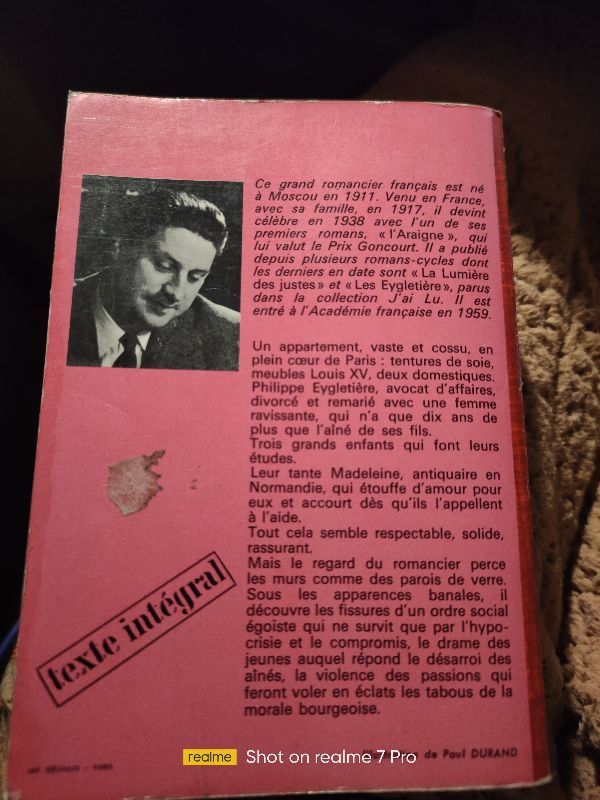 Ce grand romancier français est né
à Moscou en 1911. Venu en France,
avec sa famille, en 1917, il devint
célèbre en 1938 avec l'un de ses
premiers romans, « l'Araigne », qui
lui valut le Prix Goncourt. Il a publié
depuis plusieurs romans-cycles dont
les derniers en date sont « La Lumière
des justes » et « Les Eygletière », parus
dans la collection J'ai Lu. Il est
entré à l'Académie française en 1959.
Un appartement, vaste et cossu, en
plein cœur de Paris : tentures de soie,
meubles Louis XV, deux domestiques.
Philippe Eygletière, avocat d'affaires,
divorcé et remarié avec une femme
ravissante, qui n'a que dix ans de
plus que l'aîné de ses fils.
Trois grands enfants qui font leurs
études.
Leur tante Madeleine, antiquaire en
Normandie, qui étouffe d'amour pour
eux et accourt dès qu'ils l'appellent
à l'aide.
Tout cela semble respectable, solide,
rassurant.
Mais le regard du romancier perce
les murs comme des parois de verre.
Sous les apparences banales, il
découvre les fissures d'un ordre social
égoïste qui ne survit que par l'hypo-
crisie et le compromis, le drame des
jeunes auquel répond le désarroi des
aînés, la violence des passions qui
feront voler en éclats les tabous de la
morale bourgeoise.
texte intégral
de Paul DURAND
PARIS
realme Shot on realme 7 Pro